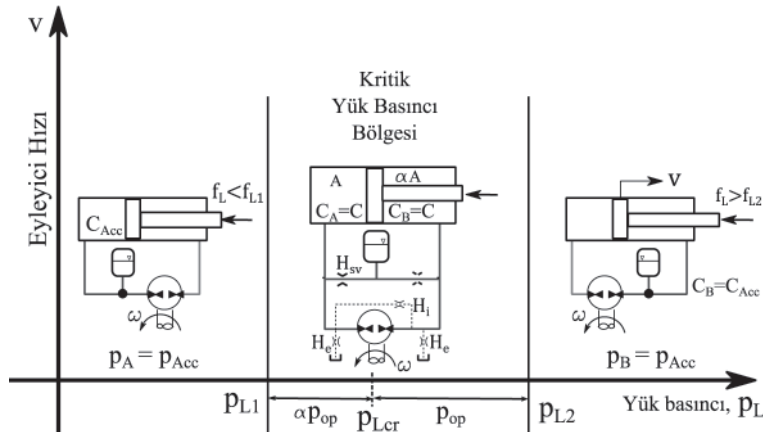 v
Eyleyici Hızı
Kritik
Yük Basıncı
Bölgesi
f_L<f_L1
C_Acc
ω
p_A = p_Acc
A
αA
C_A=C
C_B=C
H_sv
H_i
H_e
H_e
ω
v
f_L>f_L2
C_B=C_Acc
ω
p_B = p_Acc
p_L1
αp_op
p_Lcr
p_op
p_L2
Yük basıncı, p_L